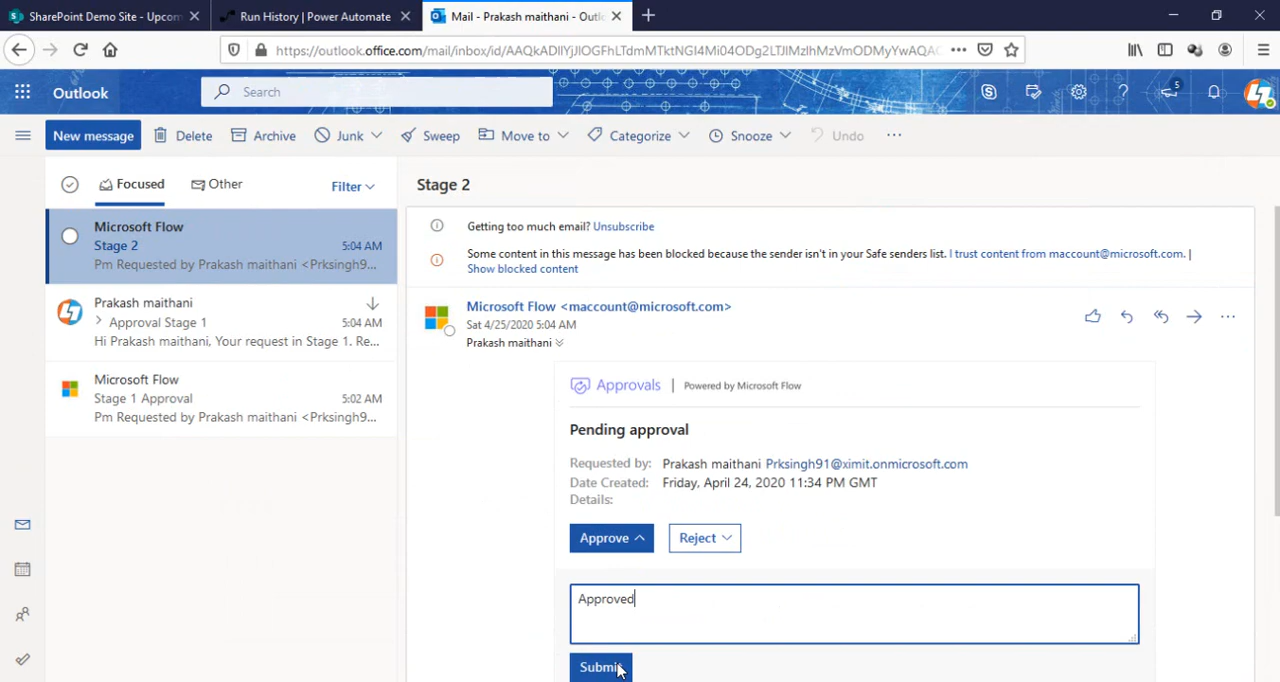 SharePoint Demo Site - Upcom
Run History | Power Automate
Mail - Prakash maithani - Outlo
https://outlook.office.com/mail/inbox/id/
Outlook
Search
5
New message
Delete
Archive
Junk
Sweep
Move to
Categorize
Snooze
Undo
Focused
Other
Filter
Microsoft Flow
Stage 2
5:04 AM
Pm Requested by Prakash maithani <Prksingh9...
Prakash maithani
Approval Stage 1
5:04 AM
Hi Prakash maithani, Your request in Stage 1. Re...
Microsoft Flow
Stage 1 Approval
5:02 AM
Pm Requested by Prakash maithani <Prksingh9...
Stage 2
Getting too much email? Unsubscribe
Some content in this message has been blocked because the sender isn't in your Safe senders list. I trust content from maccount@microsoft.com. |
Show blocked content
Microsoft Flow <maccount@microsoft.com>
Sat 4/25/2020 5:04 AM
Prakash maithani
Approvals | Powered by Microsoft Flow
Pending approval
Requested by: Prakash maithani Prksingh91@ximit.onmicrosoft.com
Date Created: Friday, April 24, 2020 11:34 PM GMT
Details:
Approve
Reject
Approved
Submit